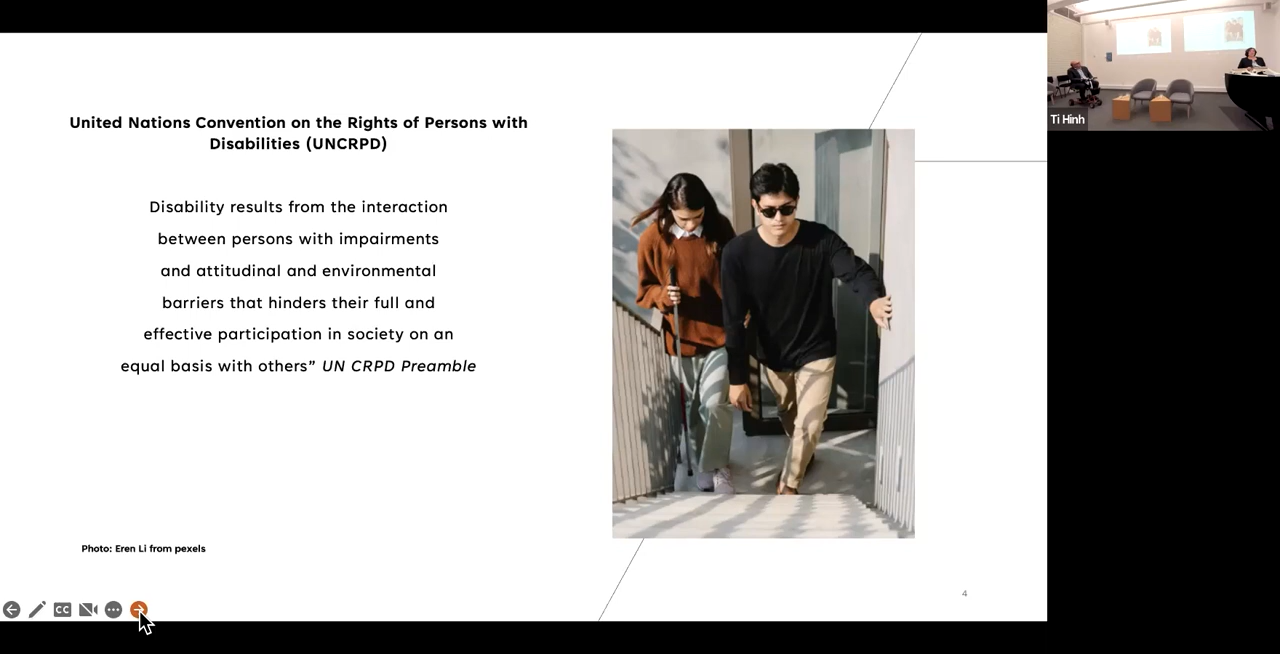 United Nations Convention on the Rights of Persons with
Disabilities (UNCRPD)
Disability results from the interaction
between persons with impairments
and attitudinal and environmental
barriers that hinders their full and
effective participation in society on an
equal basis with others” UN CRPD Preamble
Photo: Eren Li from pexels
4
CC
Ti Hinh